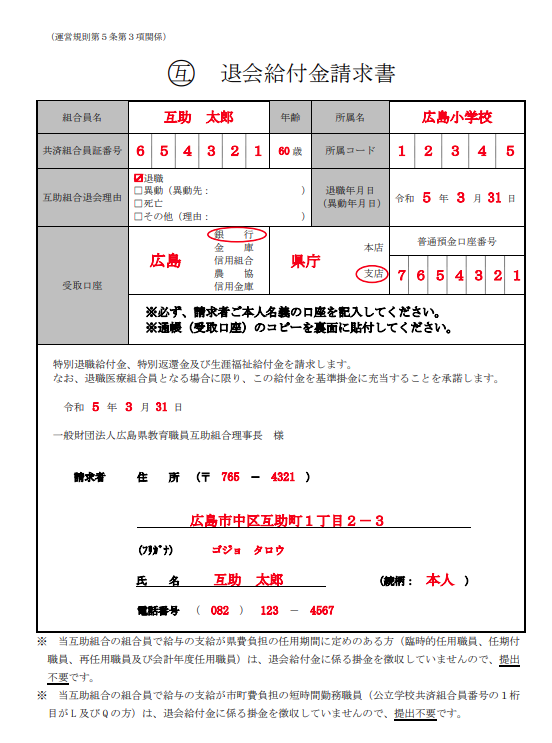 （運営規則第５条第３項関係）
互 退会給付金請求書
組合員名 互助　太郎 年齢 所属名 広島小学校
共済組合員証番号 6 5 4 3 2 1 60歳 所属コード 1 2 3 4 5
互助組合退会理由
☑退職
□異動（異動先：　　　　　　　　）
□死亡
□その他（理由：　　　　　　　　）
退職年月日
（異動年月日）
令和 5 年 3 月 31 日
受取口座
広島
銀　行
金　庫
信用組合
農　協
信用金庫
県庁
本店
支店
普通預金口座番号
7 6 5 4 3 2 1
※必ず、請求者ご本人名義の口座を記入してください。
※通帳（受取口座）のコピーを裏面に貼付してください。
特別退職給付金、特別返還金及び生涯福祉給付金を請求します。
なお、退職医療組合員となる場合に限り、この給付金を基準掛金に充当することを承諾します。
令和 5 年 3 月 31 日
一般財団法人広島県教育職員互助組合理事長　様
請求者　住　所　（〒 765 － 4321 ）
広島市中区互助町１丁目２－３
(ﾌﾘｶﾞﾅ)　ゴジョ　タロウ
氏　名　互助　太郎　（続柄： 本人 ）
電話番号　（ 082 ） 123 － 4567
※　当互助組合の組合員で給与の支給が県費負担の任用期間に定めのある方（臨時的任用職員、任期付
職員、再任用職員及び会計年度任用職員）は、退会給付金に係る掛金を徴収していませんので、提出
不要です。
※　当互助組合の組合員で給与の支給が市町費負担の短時間勤務職員（公立学校共済組合員番号の１桁
目がＬ及びＱの方）は、退会給付金に係る掛金を徴収していませんので、提出不要です。